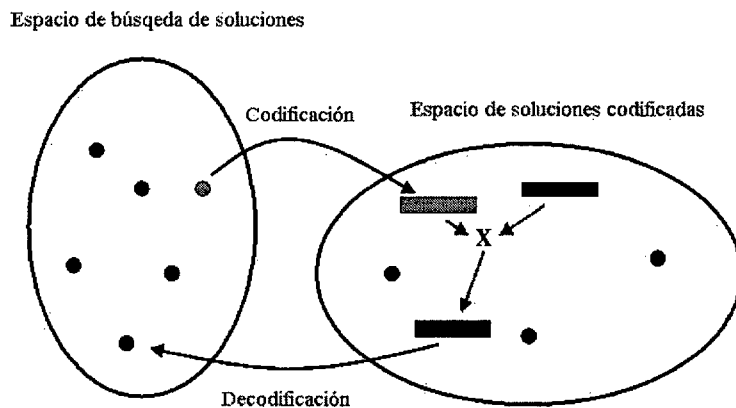 Espacio de búsqeda de soluciones
Codificación
Espacio de soluciones codificadas
X
Decodificación